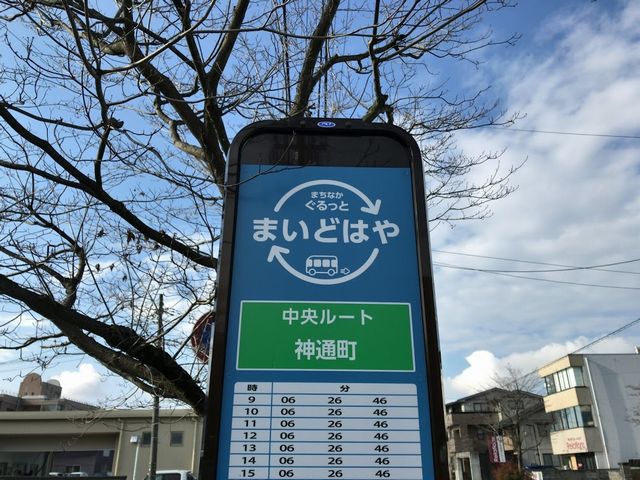 まちなか
ぐるっと
まいどはや
中央ルート
神通町
時 分
9 06 26 46
10 06 26 46
11 06 26 46
12 06 26 46
13 06 26 46
14 06 26 46
15 06 26 46